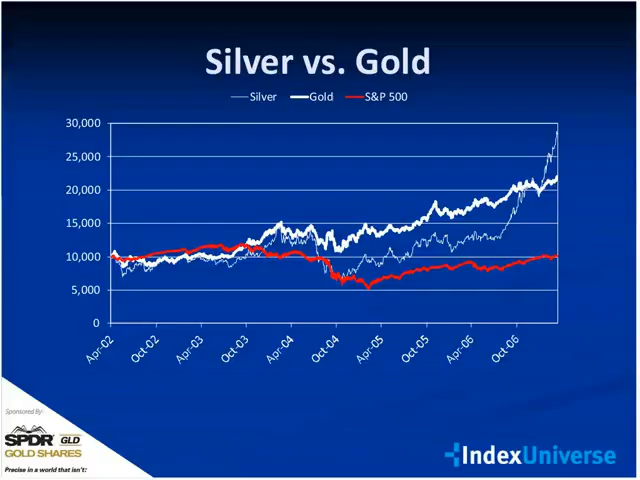 Silver vs. Gold
Silver Gold S&P 500
30,000
25,000
20,000
15,000
10,000
5,000
0
Apr-02 Oct-02 Apr-03 Oct-03 Apr-04 Oct-04 Apr-05 Oct-05 Apr-06 Oct-06
Sponsored By:
SPDR GLD
GOLD SHARES
Precise in a world that isn't:
IndexUniverse